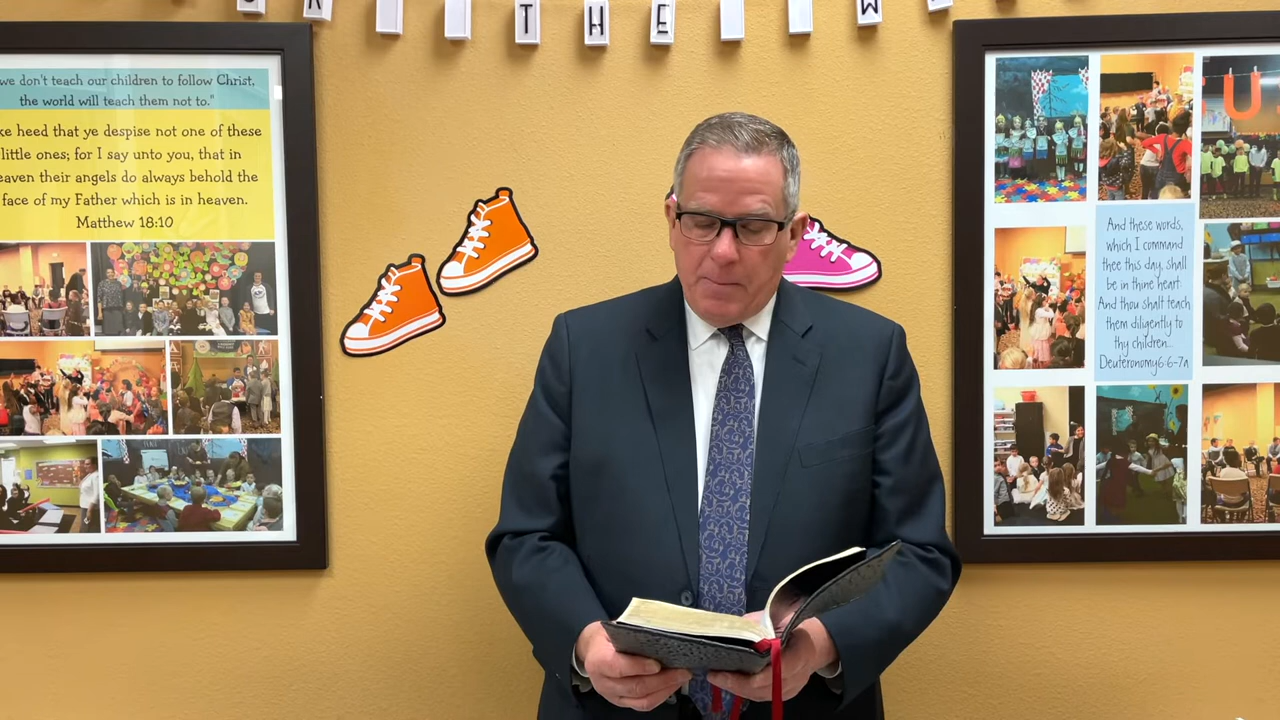 THE W
we don't teach our children to follow Christ,
the world will teach them not to."
ke heed that ye despise not one of these
little ones; for I say unto you, that in
eaven their angels do always behold the
face of my Father which is in heaven.
Matthew 18:10
U
And these words,
which I command
thee this day, shall
be in thine heart:
And thou shalt teach
them diligently to
thy children...
Deuteronomy 6:6-7a